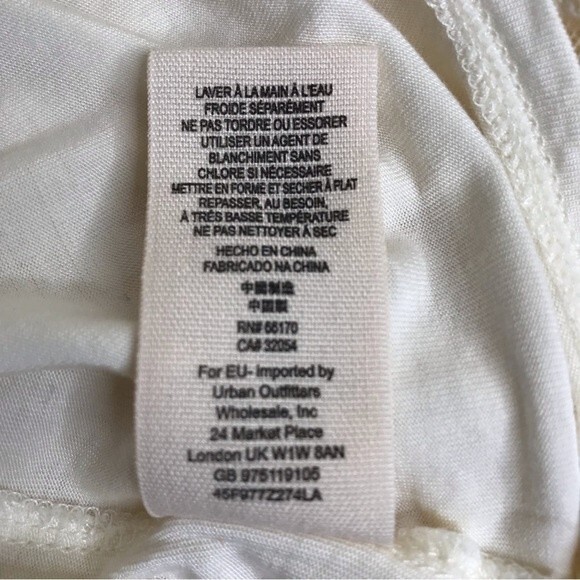 LAVER À LA MAIN À L'EAU
FROIDE SÉPARÉMENT
NE PAS TORDRE OU ESSORER
UTILISER UN AGENT DE
BLANCHIMENT SANS
CHLORE SI NÉCESSAIRE
METTRE EN FORME ET SECHER À PLAT
REPASSER, AU BESOIN,
À TRÈS BASSE TEMPÉRATURE
NE PAS NETTOYER À SEC
HECHO EN CHINA
FABRICADO NA CHINA
中國制造
中國製
RN# 66170
CA# 32054
For EU- Imported by
Urban Outfitters
Wholesale, Inc
24 Market Place
London UK W1W 8AN
GB 975119105
45F977Z274LA